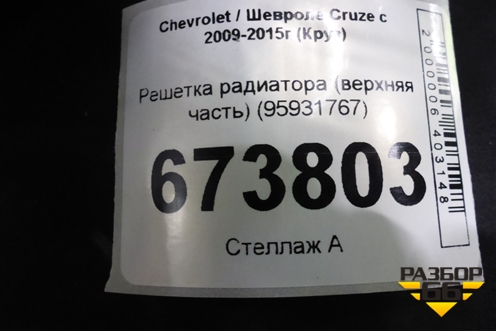 Chevrolet / Шевроле Cruze с
2009-2015г (Круз)
Решетка радиатора (верхняя
часть) (95931767)
673803
Стеллаж А
2000006403148
РАЗБОР
66